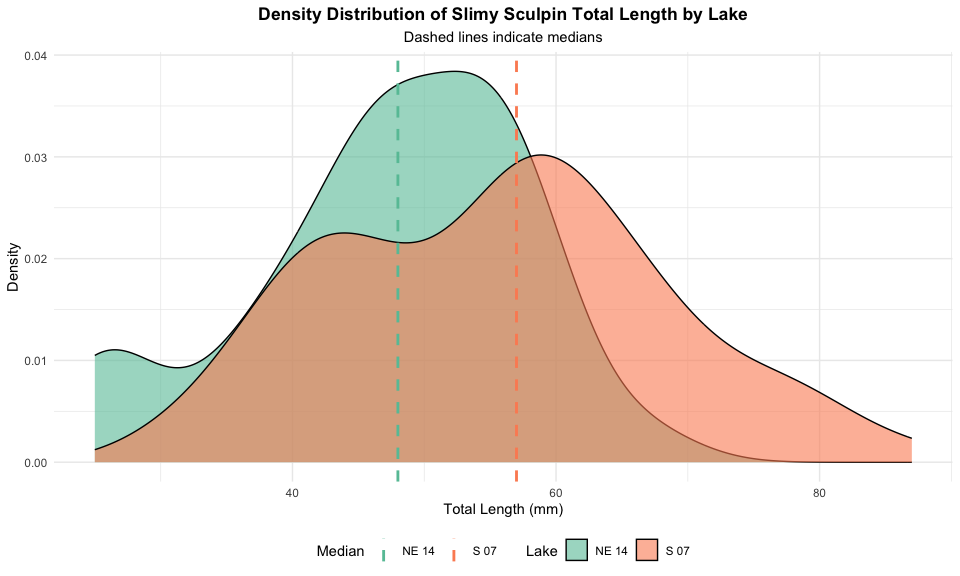 Density Distribution of Slimy Sculpin Total Length by Lake
Dashed lines indicate medians
Density
0.04
0.03
0.02
0.01
0.00
40 60 80
Total Length (mm)
Median NE 14 S 07 Lake NE 14 S 07